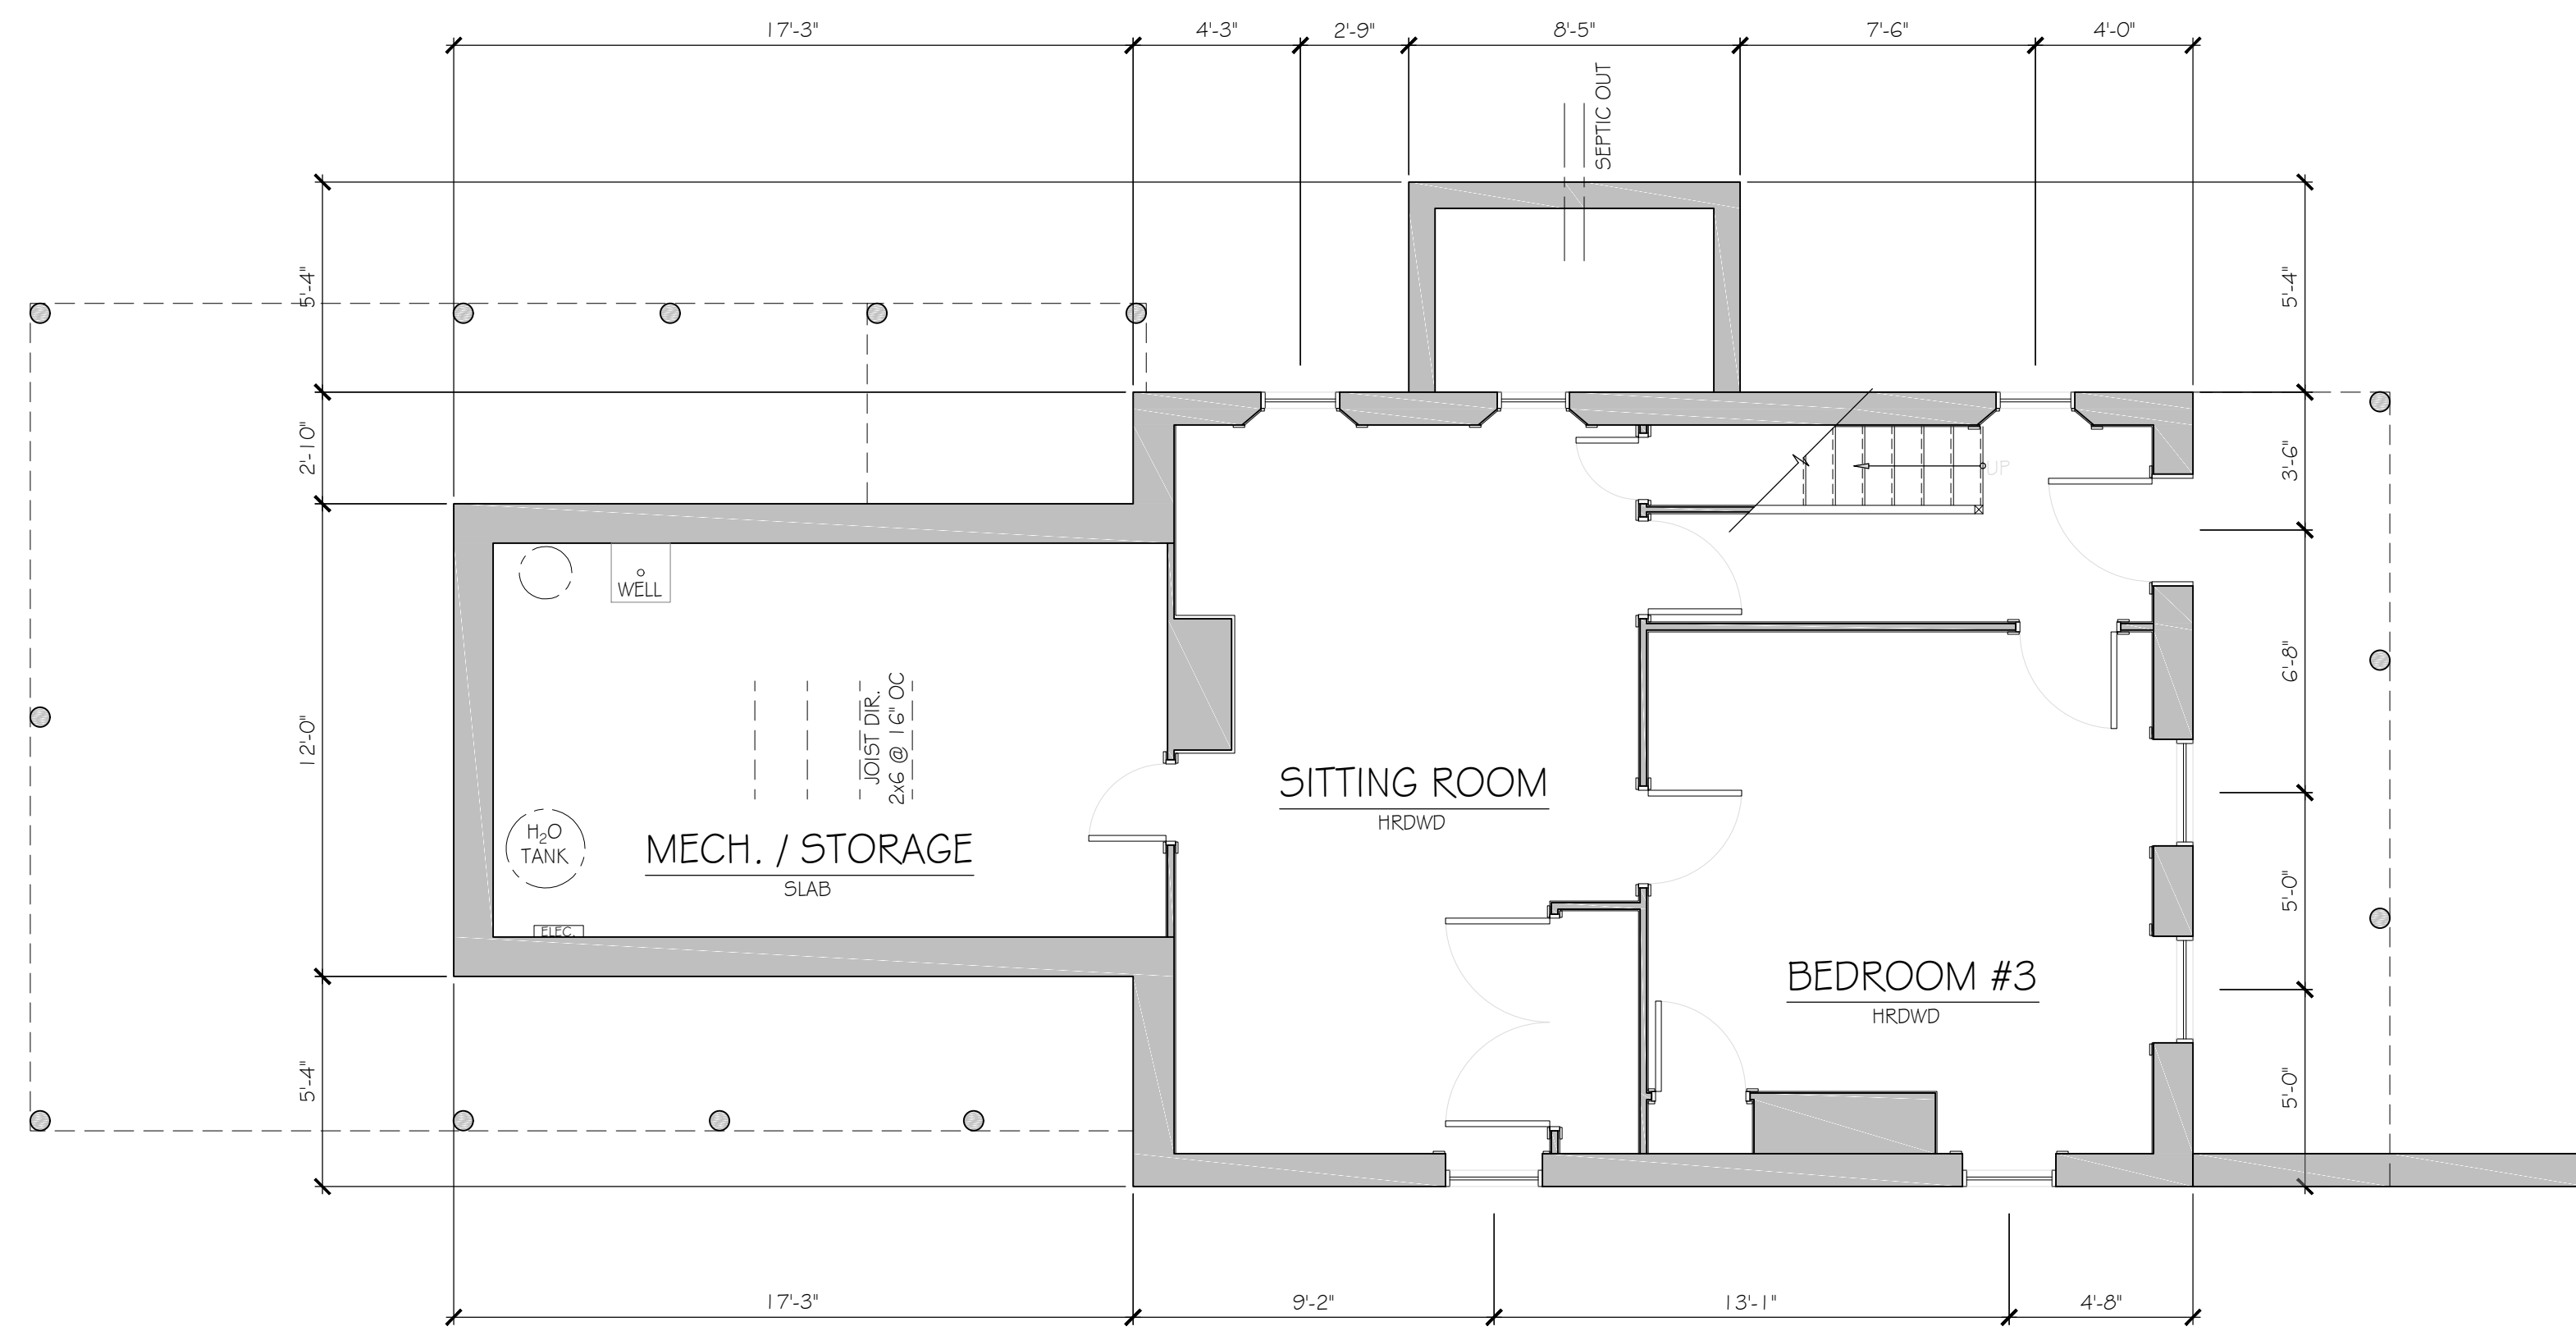 17'-3" 4'-3" 2'-9" 8'-5" 7'-6" 4'-0"
SEPTIC OUT
5'-4"
5'-4"
2'-10"
3'-6"
UP
WELL
12'-0"
6'-8"
JOIST DIR.
2x6 @ 16" OC
SITTING ROOM
HRDWD
H₂O
TANK
MECH. / STORAGE
SLAB
5'-0"
ELEC.
BEDROOM #3
HRDWD
5'-4"
5'-0"
17'-3" 9'-2" 13'-1" 4'-8"